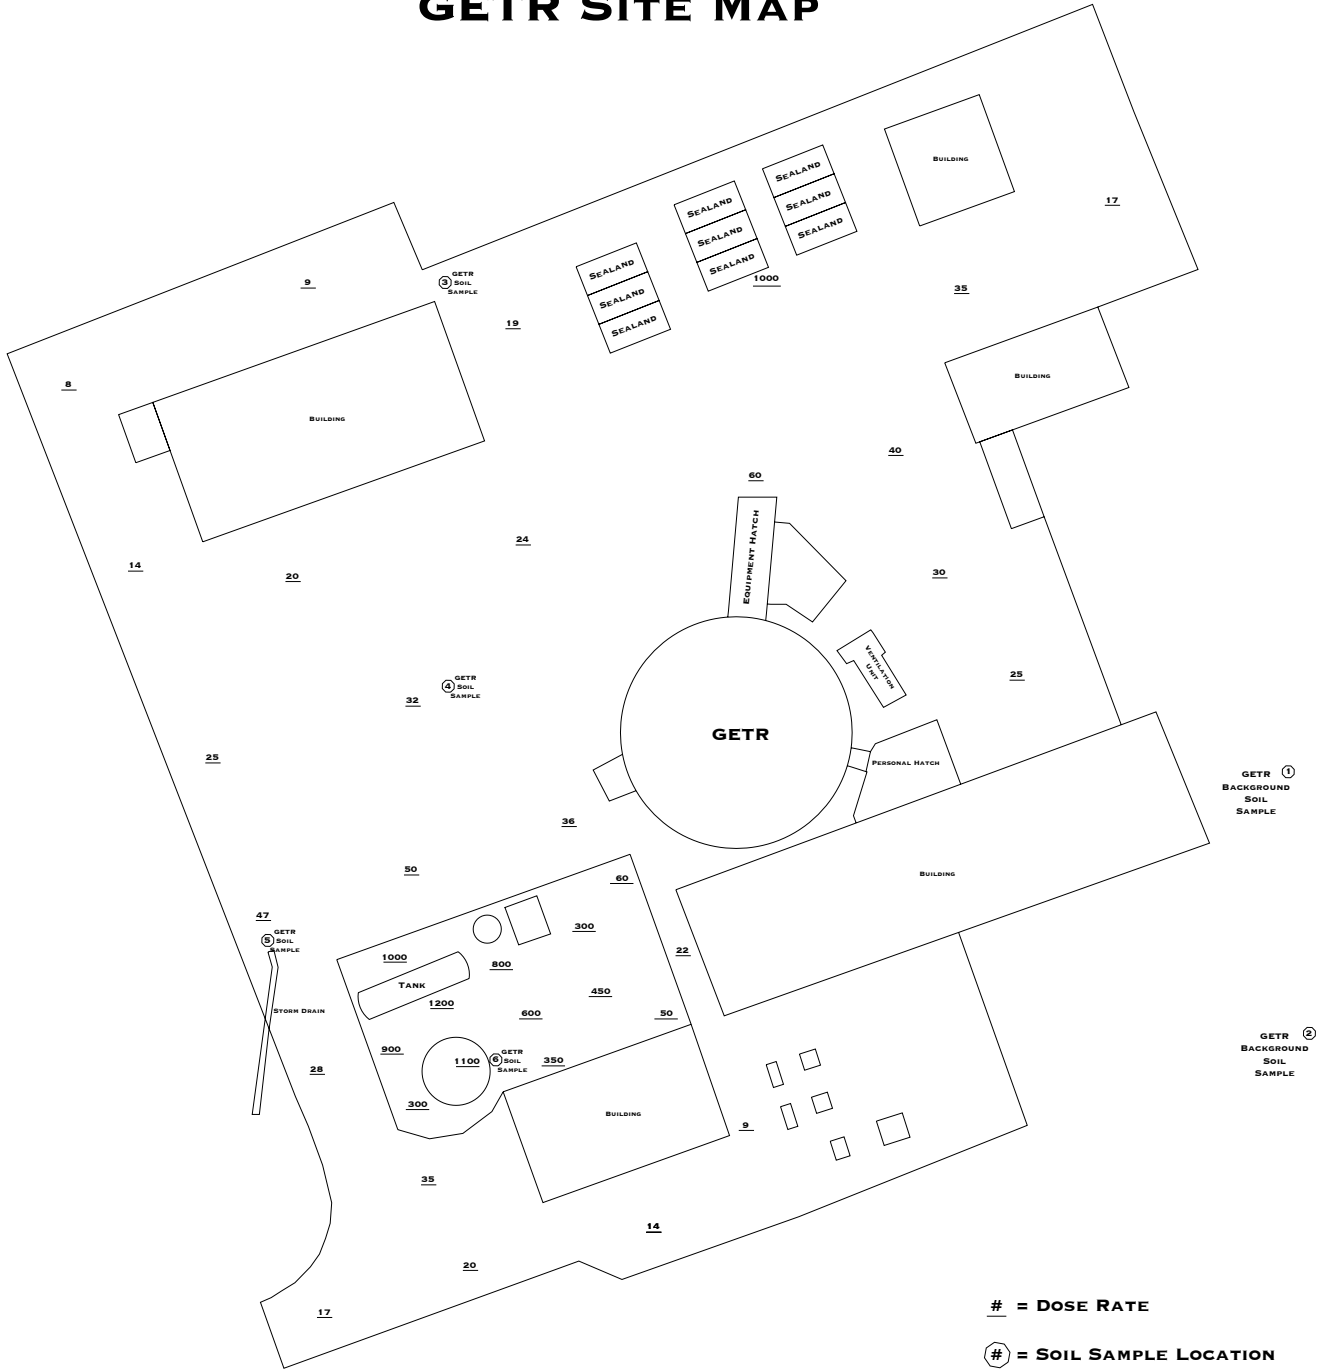 GETR SITE MAP
SEALAND
SEALAND
SEALAND
BUILDING
17
SEALAND
SEALAND
SEALAND
SEALAND
SEALAND
SEALAND
1000
35
9
3
GETR
SOIL
SAMPLE
19
8
BUILDING
BUILDING
40
60
EQUIPMENT HATCH
24
14
20
30
VENTILATION
UNIT
25
4
GETR
SOIL
SAMPLE
32
GETR
25
PERSONAL HATCH
1
GETR
BACKGROUND
SOIL
SAMPLE
36
50
60
BUILDING
47
5
GETR
SOIL
SAMPLE
300
22
1000
800
TANK
1200
450
600
50
STORM DRAIN
2
GETR
BACKGROUND
SOIL
SAMPLE
900
1100
6
GETR
SOIL
SAMPLE
350
28
300
BUILDING
9
35
14
20
17
# = DOSE RATE
# = SOIL SAMPLE LOCATION